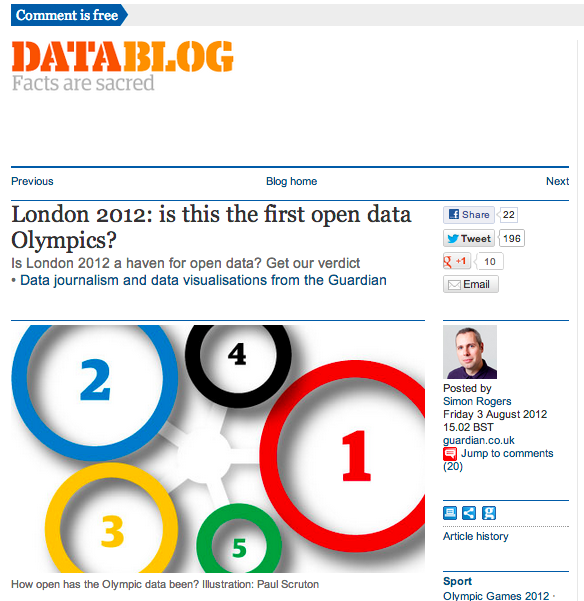 Comment is free
DATABLOG
Facts are sacred
Previous
Blog home
Next
London 2012: is this the first open data
Olympics?
Is London 2012 a haven for open data? Get our verdict
• Data journalism and data visualisations from the Guardian
Share 22
Tweet 196
g +1 10
Email
2
4
1
3
5
How open has the Olympic data been? Illustration: Paul Scruton
Posted by
Simon Rogers
Friday 3 August 2012
15.02 BST
guardian.co.uk
Jump to comments
(20)
Article history
Sport
Olympic Games 2012 ·